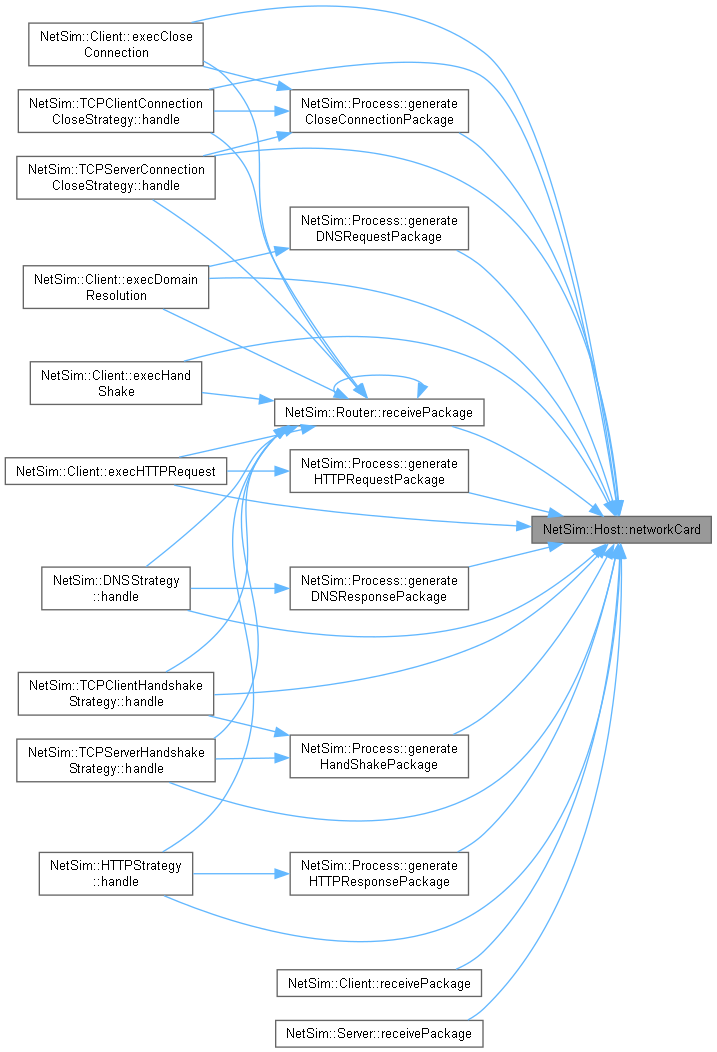 NetSim::Client::execClose
Connection
NetSim::TCPClientConnection
CloseStrategy::handle
NetSim::Process::generate
CloseConnectionPackage
NetSim::TCPServerConnection
CloseStrategy::handle
NetSim::Process::generate
DNSRequestPackage
NetSim::Client::execDomain
Resolution
NetSim::Client::execHand
Shake
NetSim::Router::receivePackage
NetSim::Client::execHTTPRequest
NetSim::Process::generate
HTTPRequestPackage
NetSim::Host::networkCard
NetSim::DNSStrategy
::handle
NetSim::Process::generate
DNSResponsePackage
NetSim::TCPClientHandshake
Strategy::handle
NetSim::TCPServerHandshake
Strategy::handle
NetSim::Process::generate
HandShakePackage
NetSim::HTTPStrategy
::handle
NetSim::Process::generate
HTTPResponsePackage
NetSim::Client::receivePackage
NetSim::Server::receivePackage